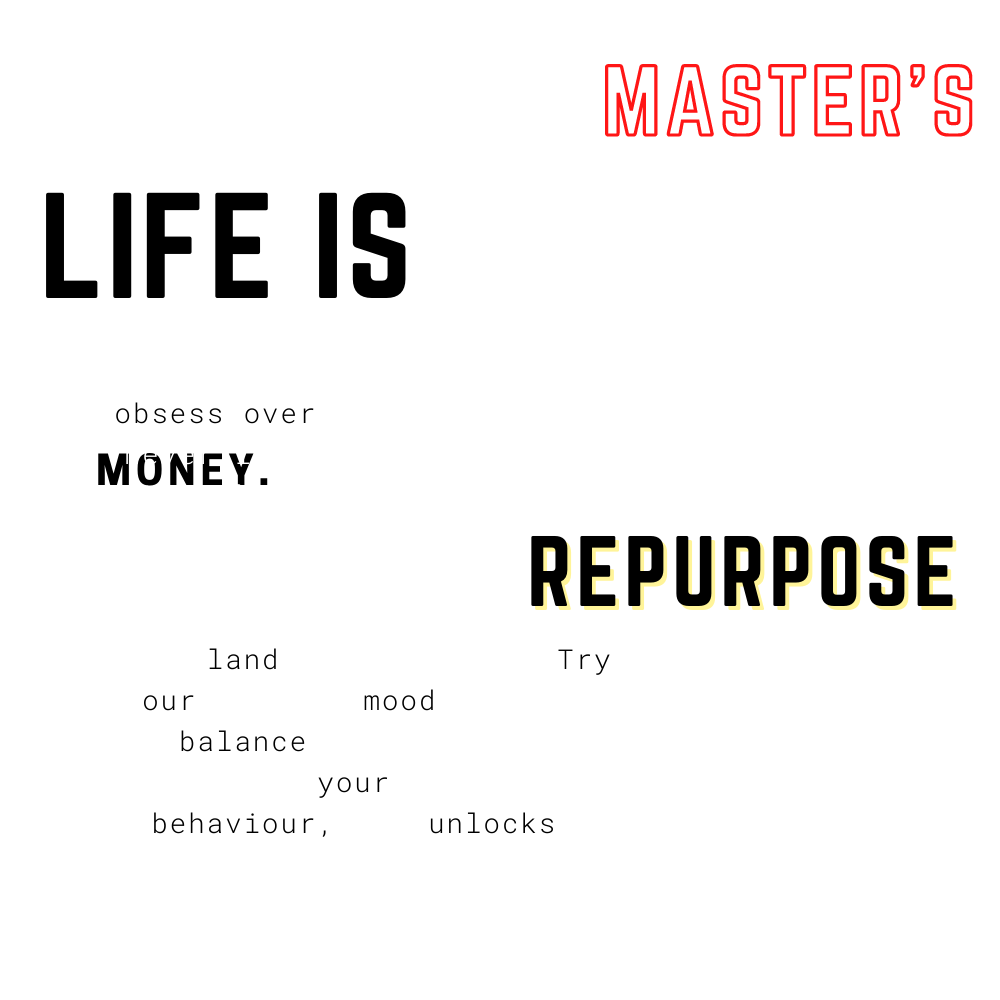 MASTER'S
LIFE IS
obsess over
MONEY.
REPURPOSE
land Try
our mood
balance
your
behaviour, unlocks